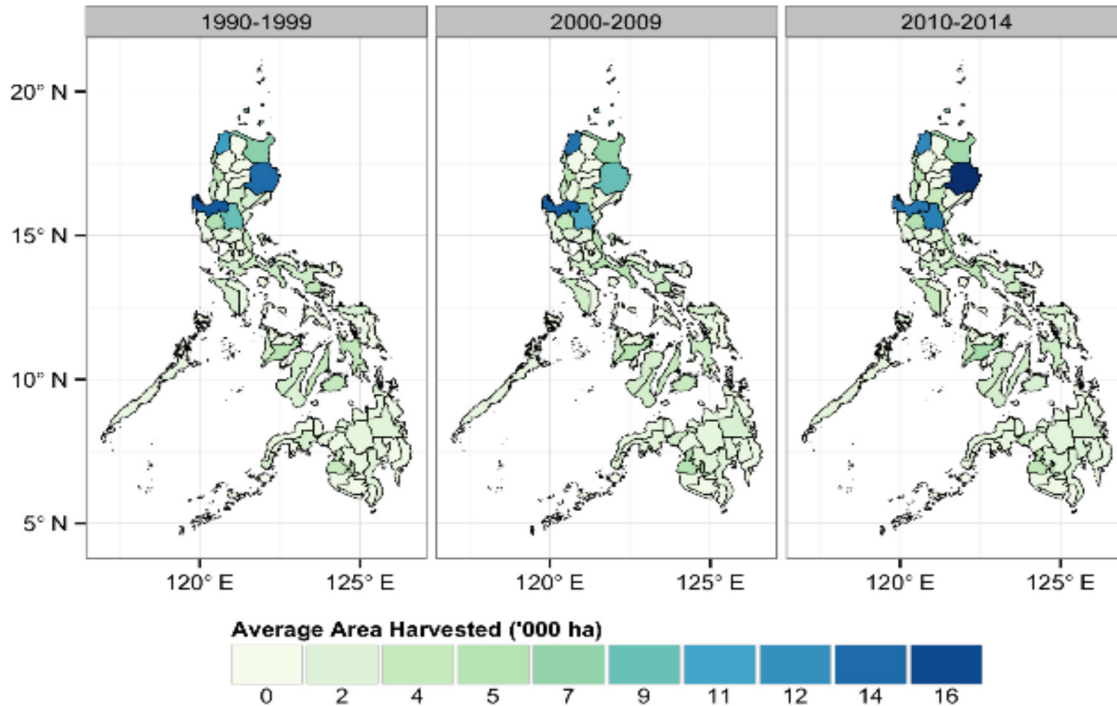 1990-1999 2000-2009 2010-2014
20° N
15° N
10° N
5° N
120° E 125° E 120° E 125° E 120° E 125° E
Average Area Harvested ('000 ha)
0 2 4 5 7 9 11 12 14 16